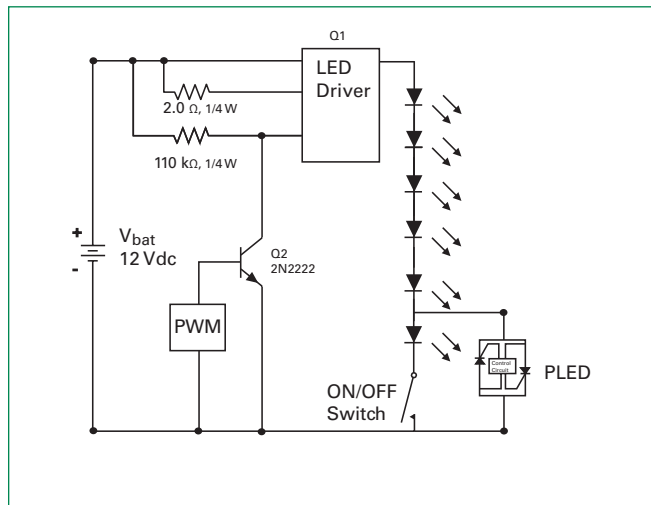 Q1
LED
Driver
2.0 Ω, 1/4 W
110 kΩ, 1/4 W
+
Vbat
12 Vdc
-
Q2
2N2222
PWM
Control
Circuit
PLED
ON/OFF
Switch